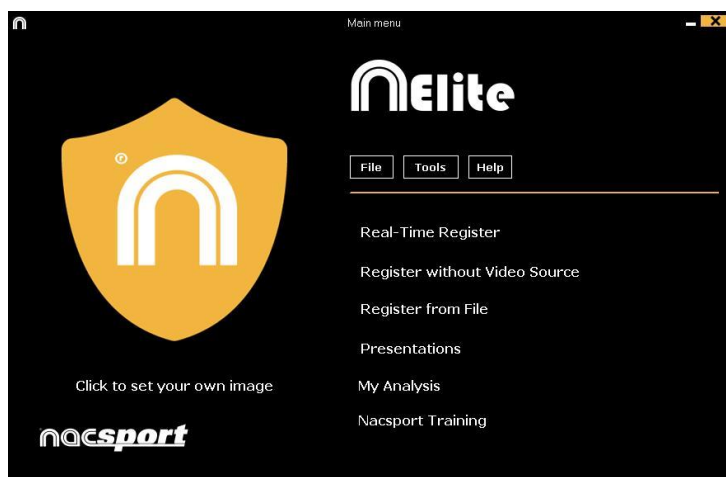 Main menu
nElite
File Tools Help
Real-Time Register
Register without Video Source
Register from File
Presentations
My Analysis
Nacsport Training
n
®
Click to set your own image
nacsport